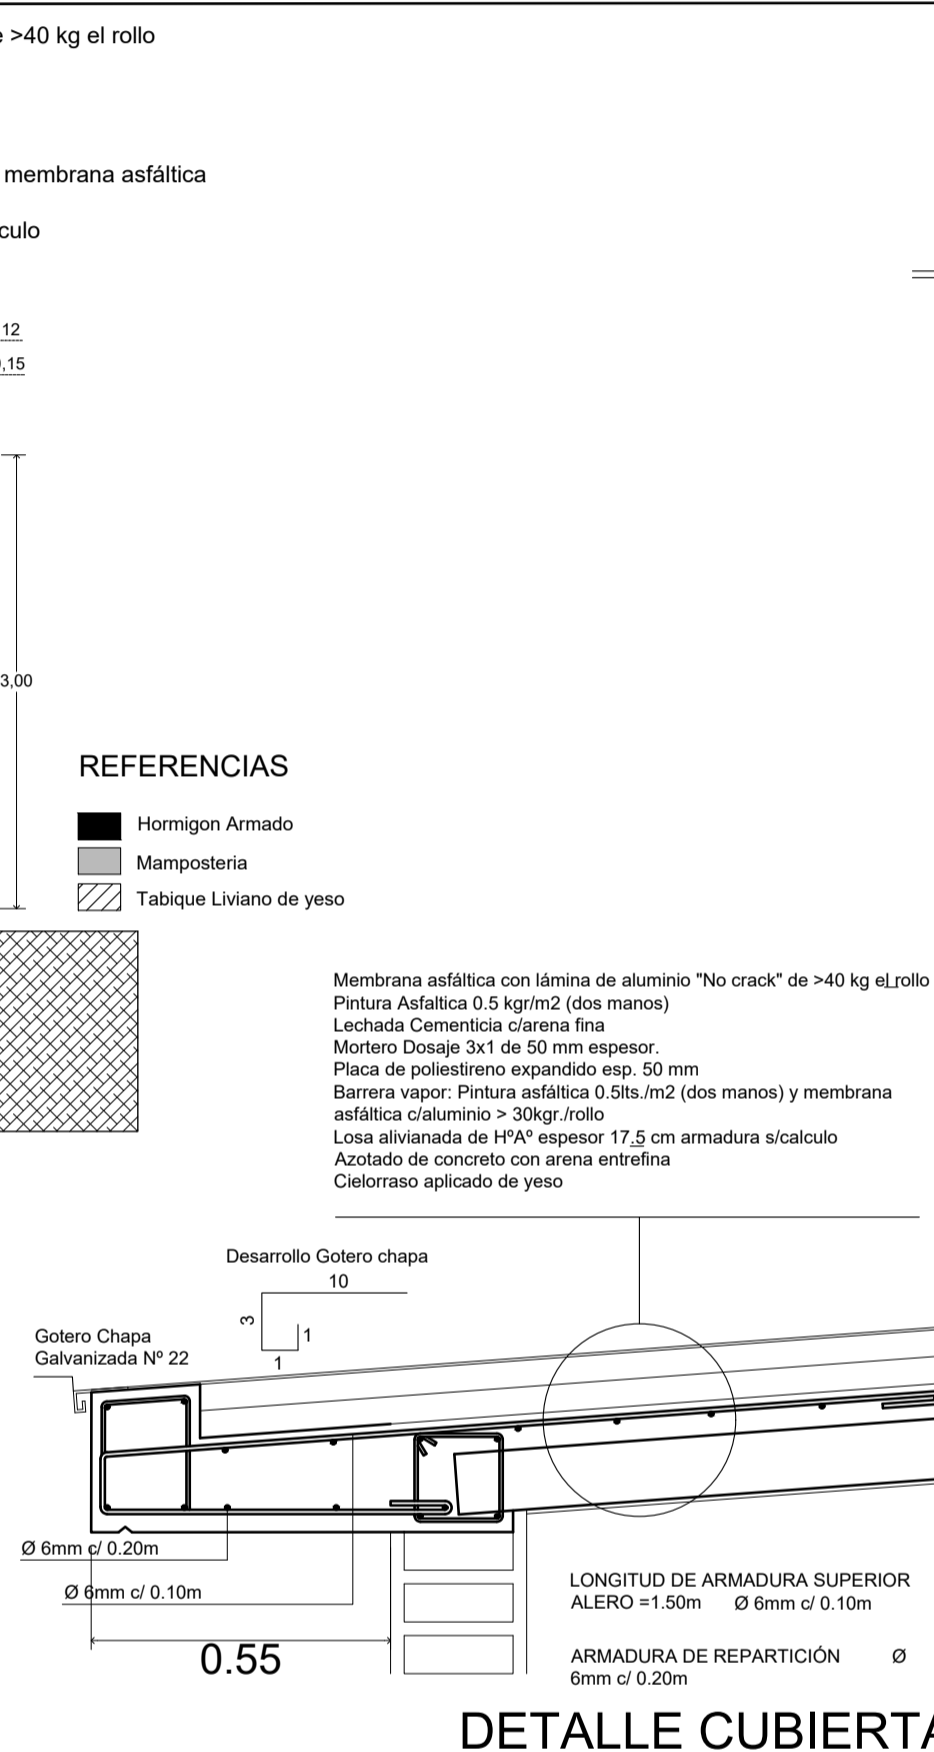 >40 kg el rollo
membrana asfáltica
culo
12
,15
3,00
REFERENCIAS
Hormigon Armado
Mamposteria
Tabique Liviano de yeso
Membrana asfáltica con lámina de aluminio "No crack" de >40 kg el rollo
Pintura Asfaltica 0.5 kgr/m2 (dos manos)
Lechada Cementicia c/arena fina
Mortero Dosaje 3x1 de 50 mm espesor.
Placa de poliestireno expandido esp. 50 mm
Barrera vapor: Pintura asfáltica 0.5lts./m2 (dos manos) y membrana
asfáltica c/aluminio > 30kgr./rollo
Losa alivianada de HºAº espesor 17.5 cm armadura s/calculo
Azotado de concreto con arena entrefina
Cielorraso aplicado de yeso
Desarrollo Gotero chapa
10
3
1
1
Gotero Chapa
Galvanizada Nº 22
Ø 6mm c/ 0.20m
Ø 6mm c/ 0.10m
0.55
LONGITUD DE ARMADURA SUPERIOR
ALERO =1.50m Ø 6mm c/ 0.10m
ARMADURA DE REPARTICIÓN Ø
6mm c/ 0.20m
DETALLE CUBIERTA